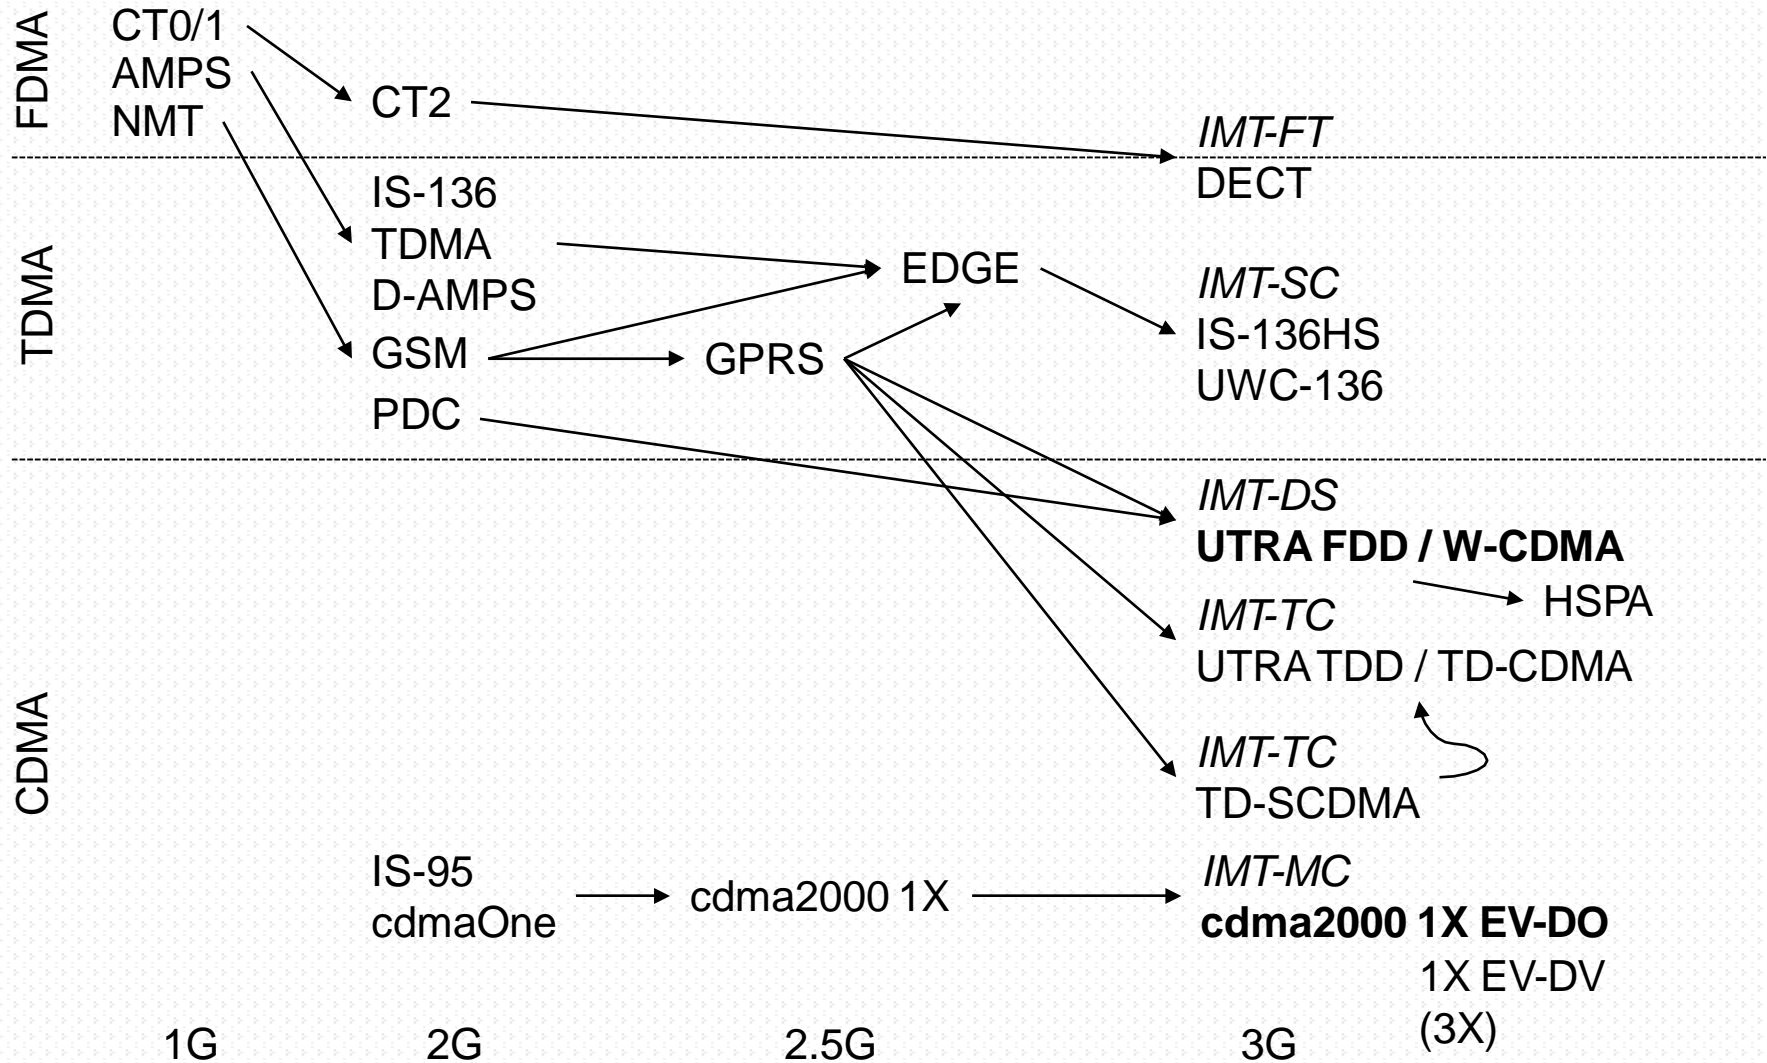 FDMA
CT0/1
AMPS
NMT
CT2
IMT-FT
DECT
TDMA
IS-136
TDMA
D-AMPS
GSM
PDC
GPRS
EDGE
IMT-SC
IS-136HS
UWC-136
CDMA
IMT-DS
UTRA FDD / W-CDMA
HSPA
IMT-TC
UTRA TDD / TD-CDMA
IMT-TC
TD-SCDMA
IS-95
cdmaOne
cdma2000 1X
IMT-MC
cdma2000 1X EV-DO
1X EV-DV
(3X)
1G
2G
2.5G
3G